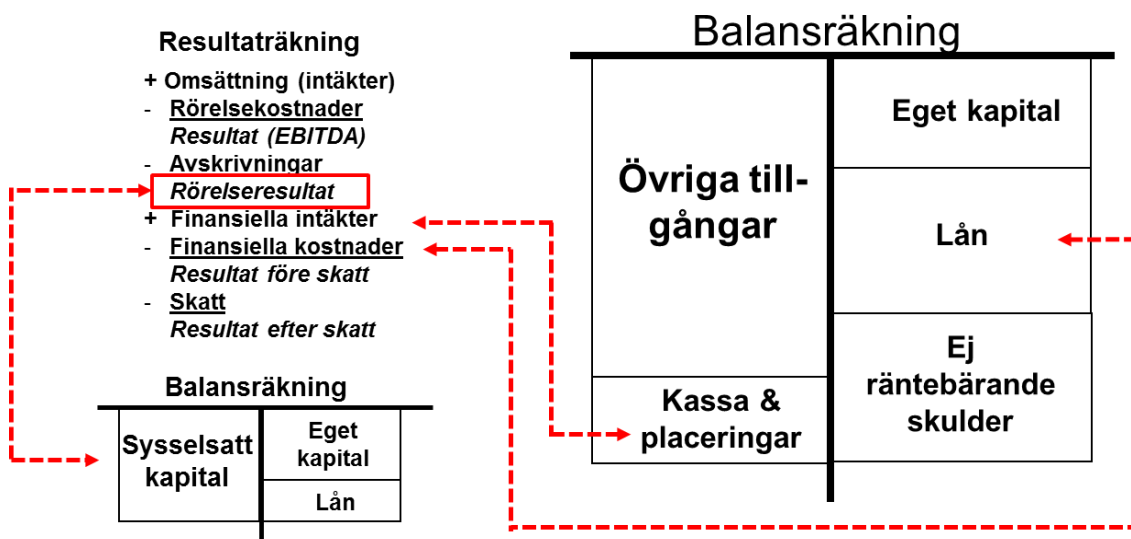 Resultaträkning
+ Omsättning (intäkter)
- Rörelsekostnader
Resultat (EBITDA)
- Avskrivningar
Rörelseresultat
+ Finansiella intäkter
- Finansiella kostnader
Resultat före skatt
- Skatt
Resultat efter skatt
Balansräkning
Sysselsatt
kapital
Eget
kapital
Lån
Balansräkning
Övriga till-
gångar
Kassa &
placeringar
Eget kapital
Lån
Ej
räntebärande
skulder